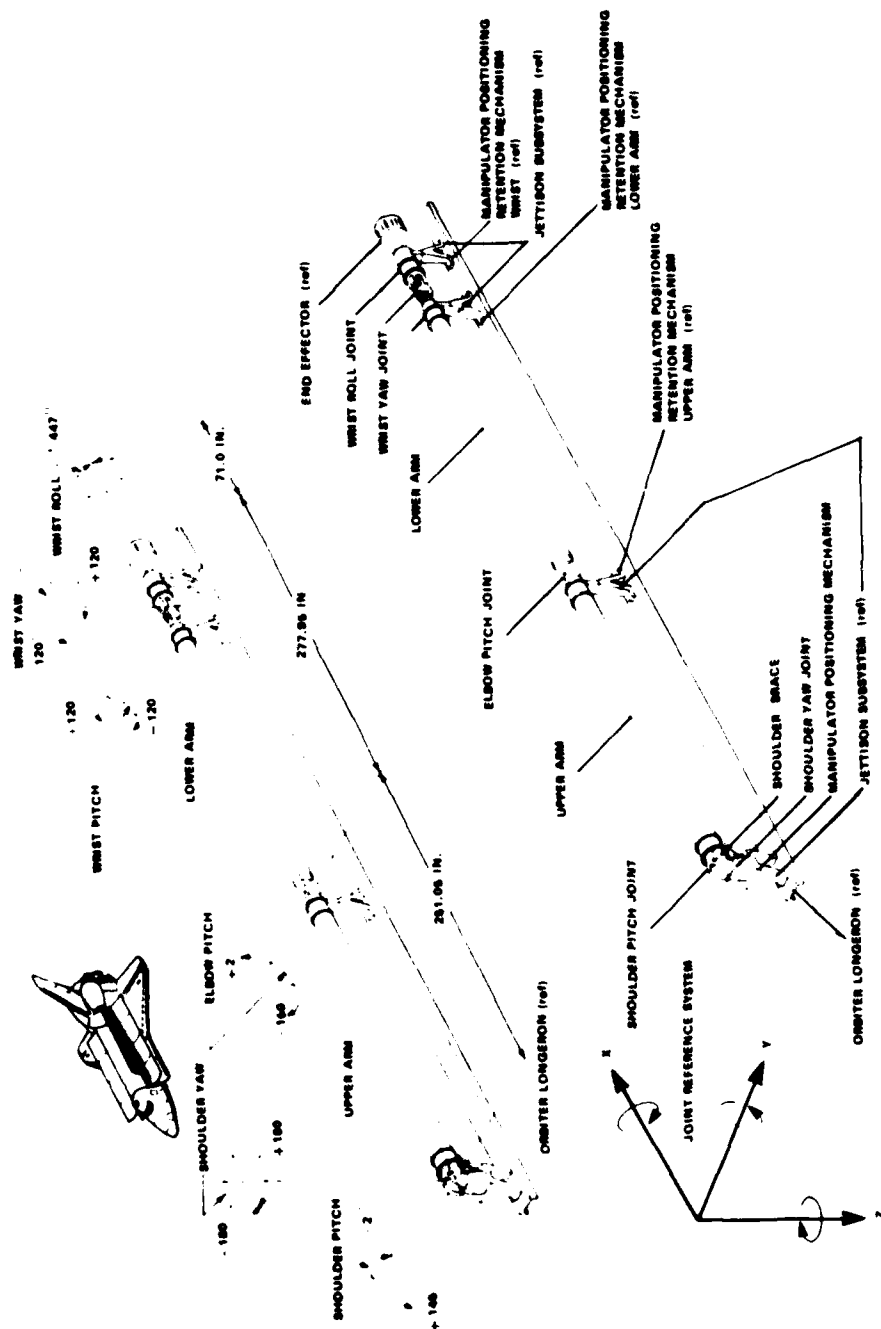 WRIST YAW
120
+120
WRIST ROLL
447
+120
-120
WRIST PITCH
71.0 IN.
LOWER ARM
277.95 IN
ELBOW PITCH
+2
160
SHOULDER YAW
-180
+180
UPPER ARM
251.06 IN.
SHOULDER PITCH
2
+145
ORBITER LONGERON (ref)
END EFFECTOR (ref)
WRIST ROLL JOINT
WRIST YAW JOINT
MANIPULATOR POSITIONING
RETENTION MECHANISM
WRIST (ref)
JETTISON SUBSYSTEM (ref)
MANIPULATOR POSITIONING
RETENTION MECHANISM
LOWER ARM (ref)
LOWER ARM
MANIPULATOR POSITIONING
RETENTION MECHANISM
UPPER ARM (ref)
ELBOW PITCH JOINT
UPPER ARM
SHOULDER BRACE
SHOULDER YAW JOINT
MANIPULATOR POSITIONING MECHANISM
JETTISON SUBSYSTEM (ref)
SHOULDER PITCH JOINT
ORBITER LONGERON (ref)
JOINT REFERENCE SYSTEM
X
Y
Z